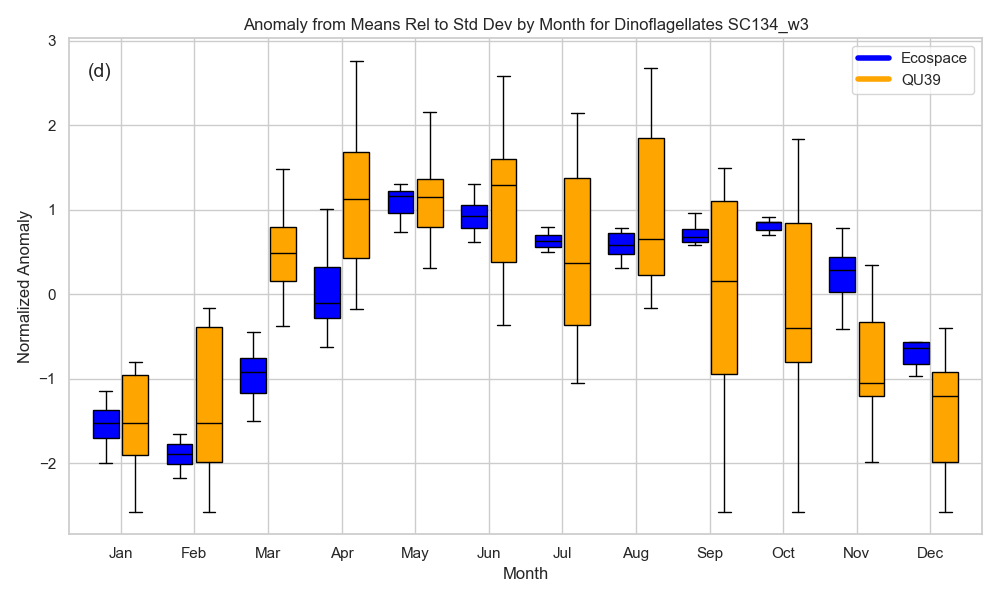 Anomaly from Means Rel to Std Dev by Month for Dinoflagellates SC134_w3
(d)
Ecospace
QU39
Normalized Anomaly
3
2
1
0
−1
−2
Jan Feb Mar Apr May Jun Jul Aug Sep Oct Nov Dec
Month